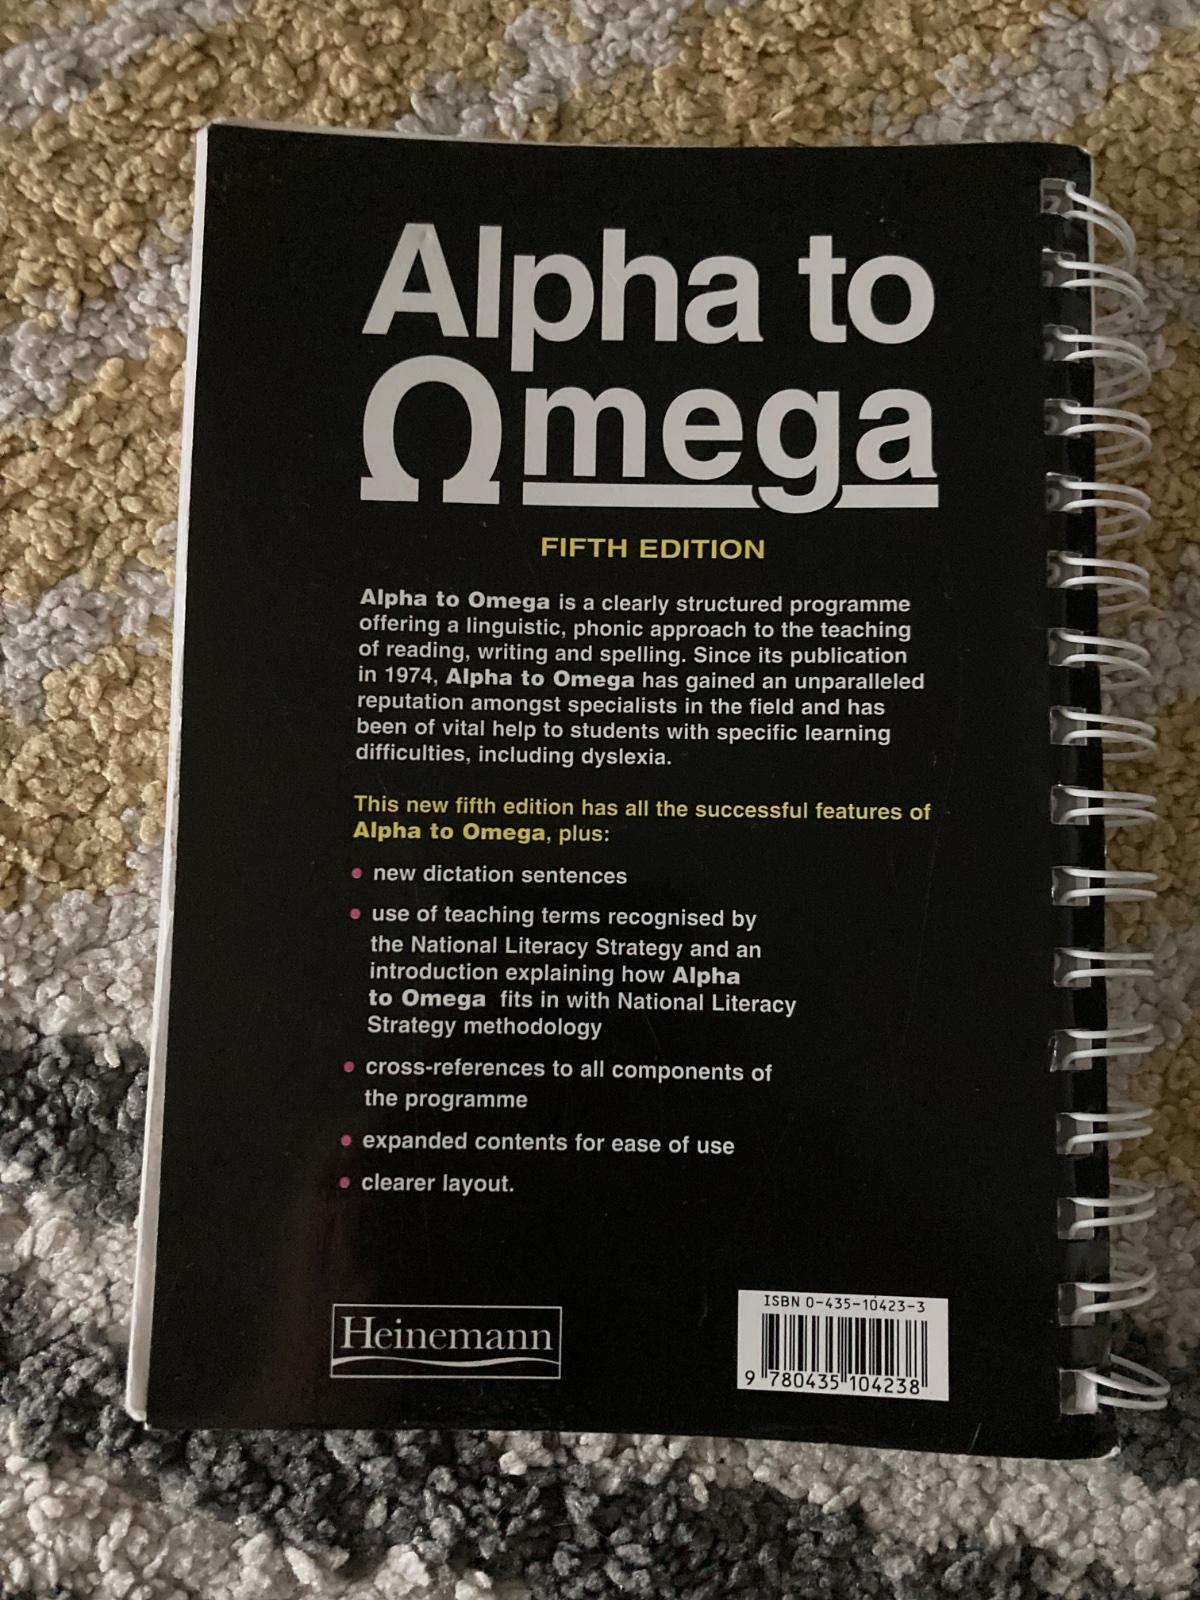 Alpha to
Ωmega
FIFTH EDITION
Alpha to Omega is a clearly structured programme
offering a linguistic, phonic approach to the teaching
of reading, writing and spelling. Since its publication
in 1974, Alpha to Omega has gained an unparalleled
reputation amongst specialists in the field and has
been of vital help to students with specific learning
difficulties, including dyslexia.
This new fifth edition has all the successful features of
Alpha to Omega, plus:
• new dictation sentences
• use of teaching terms recognised by
the National Literacy Strategy and an
introduction explaining how Alpha
to Omega fits in with National Literacy
Strategy methodology
• cross-references to all components of
the programme
• expanded contents for ease of use
• clearer layout.
Heinemann
ISBN 0-435-10423-3
9 780435 104238